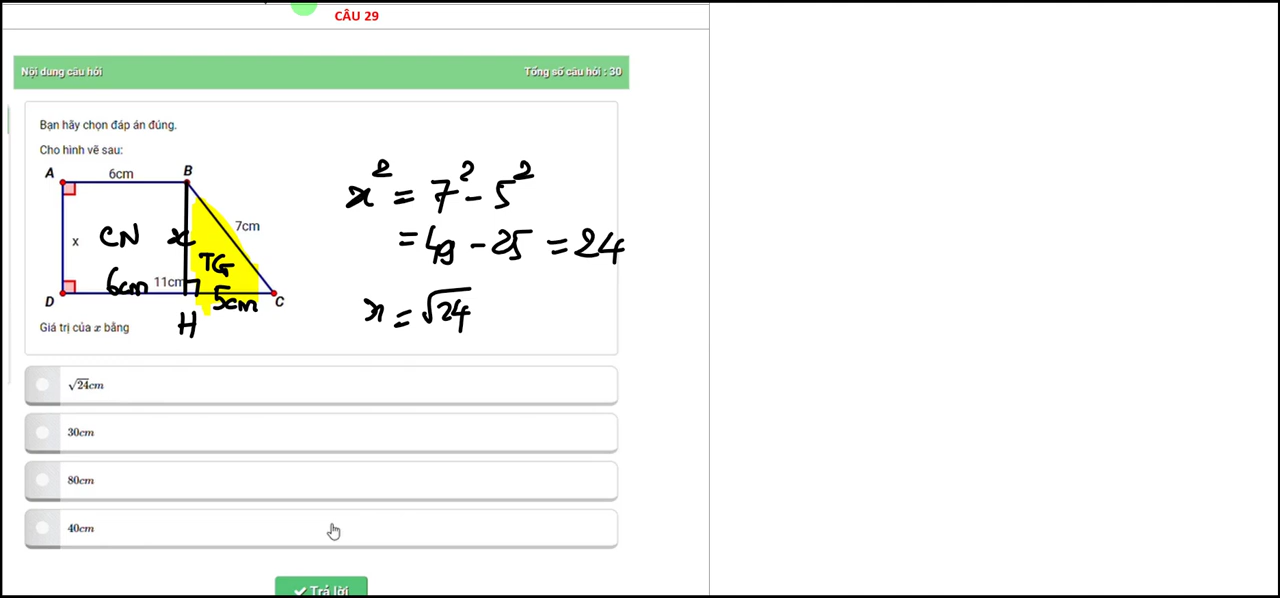 CÂU 29
Nội dung câu hỏi
Tổng số câu hỏi : 30
Bạn hãy chọn đáp án đúng.
Cho hình vẽ sau:
A 6cm B
x CN x 7cm
TG
6cm 11cm 5cm
D H C
x² = 7² - 5²
= 49 - 25 = 24
x = √24
Giá trị của x bằng
√24cm
30cm
80cm
40cm
✔ Trả lời